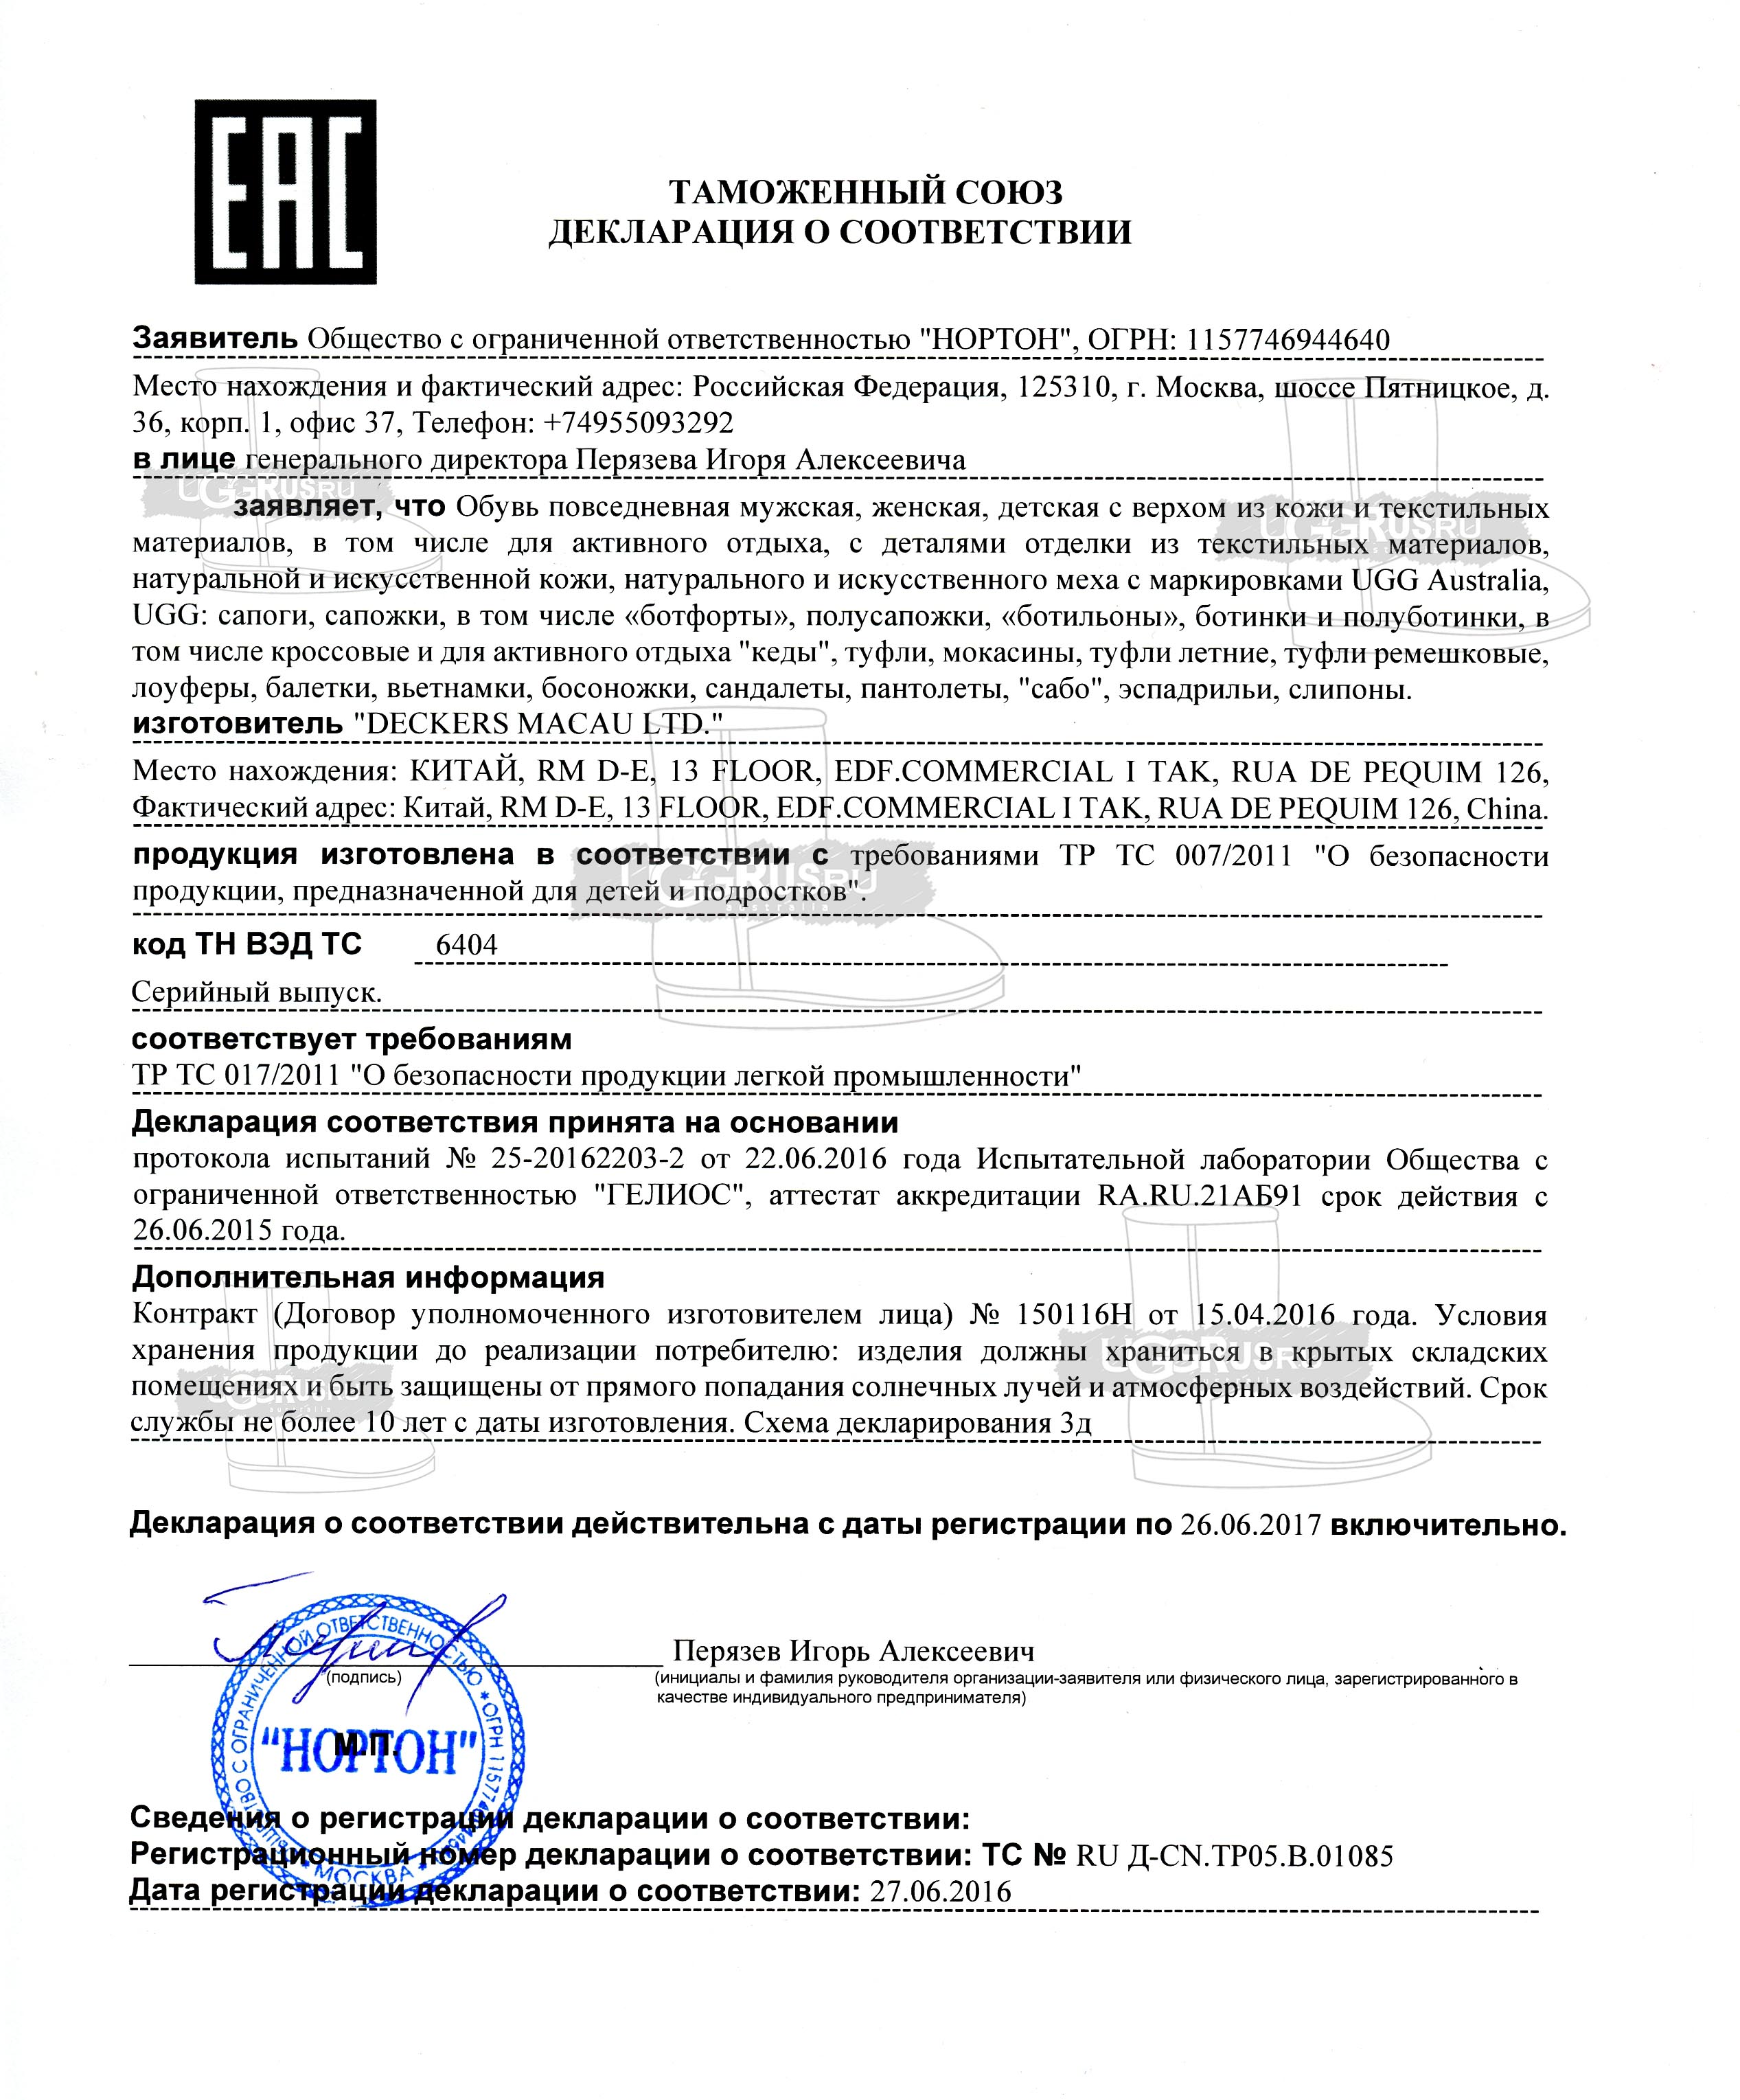 EAC
ТАМОЖЕННЫЙ СОЮЗ
ДЕКЛАРАЦИЯ О СООТВЕТСТВИИ
Заявитель Общество с ограниченной ответственностью "НОРТОН", ОГРН: 1157746944640
Место нахождения и фактический адрес: Российская Федерация, 125310, г. Москва, шоссе Пятницкое, д.
36, корп. 1, офис 37, Телефон: +74955093292
в лице генерального директора Перязева Игоря Алексеевича
заявляет, что Обувь повседневная мужская, женская, детская с верхом из кожи и текстильных
материалов, в том числе для активного отдыха, с деталями отделки из текстильных материалов,
натуральной и искусственной кожи, натурального и искусственного меха с маркировками UGG Australia,
UGG: сапоги, сапожки, в том числе «ботфорты», полусапожки, «ботильоны», ботинки и полуботинки, в
том числе кроссовые и для активного отдыха "кеды", туфли, мокасины, туфли летние, туфли ремешковые,
лоуферы, балетки, вьетнамки, босоножки, сандалеты, пантолеты, "сабо", эспадрильи, слипоны.
изготовитель "DECKERS MACAU LTD."
Место нахождения: КИТАЙ, RM D-E, 13 FLOOR, EDF.COMMERCIAL I TAK, RUA DE PEQUIM 126,
Фактический адрес: Китай, RM D-E, 13 FLOOR, EDF.COMMERCIAL I TAK, RUA DE PEQUIM 126, China.
продукция изготовлена в соответствии с требованиями ТР ТС 007/2011 "О безопасности
продукции, предназначенной для детей и подростков".
код ТН ВЭД ТС 6404
Серийный выпуск.
соответствует требованиям
ТР ТС 017/2011 "О безопасности продукции легкой промышленности"
Декларация соответствия принята на основании
протокола испытаний № 25-20162203-2 от 22.06.2016 года Испытательной лаборатории Общества с
ограниченной ответственностью "ГЕЛИОС", аттестат аккредитации RA.RU.21АБ91 срок действия с
26.06.2015 года.
Дополнительная информация
Контракт (Договор уполномоченного изготовителем лица) № 150116Н от 15.04.2016 года. Условия
хранения продукции до реализации потребителю: изделия должны храниться в крытых складских
помещениях и быть защищены от прямого попадания солнечных лучей и атмосферных воздействий. Срок
службы не более 10 лет с даты изготовления. Схема декларирования 3д
Декларация о соответствии действительна с даты регистрации по 26.06.2017 включительно.
Перязев Игорь Алексеевич
(подпись)
(инициалы и фамилия руководителя организации-заявителя или физического лица, зарегистрированного в
качестве индивидуального предпринимателя)
М.П.
"НОРТОН"
ОБЩЕСТВО С ОГРАНИЧЕННОЙ ОТВЕТСТВЕННОСТЬЮ * ОГРН 1157746944640 * МОСКВА *
Сведения о регистрации декларации о соответствии:
Регистрационный номер декларации о соответствии: ТС № RU Д-CN.ТР05.В.01085
Дата регистрации декларации о соответствии: 27.06.2016
UGGRUSRU
UGGRUSRU
UGGRUSRU
australia
UGGRUSRU
australia
UGGRUSRU
australia